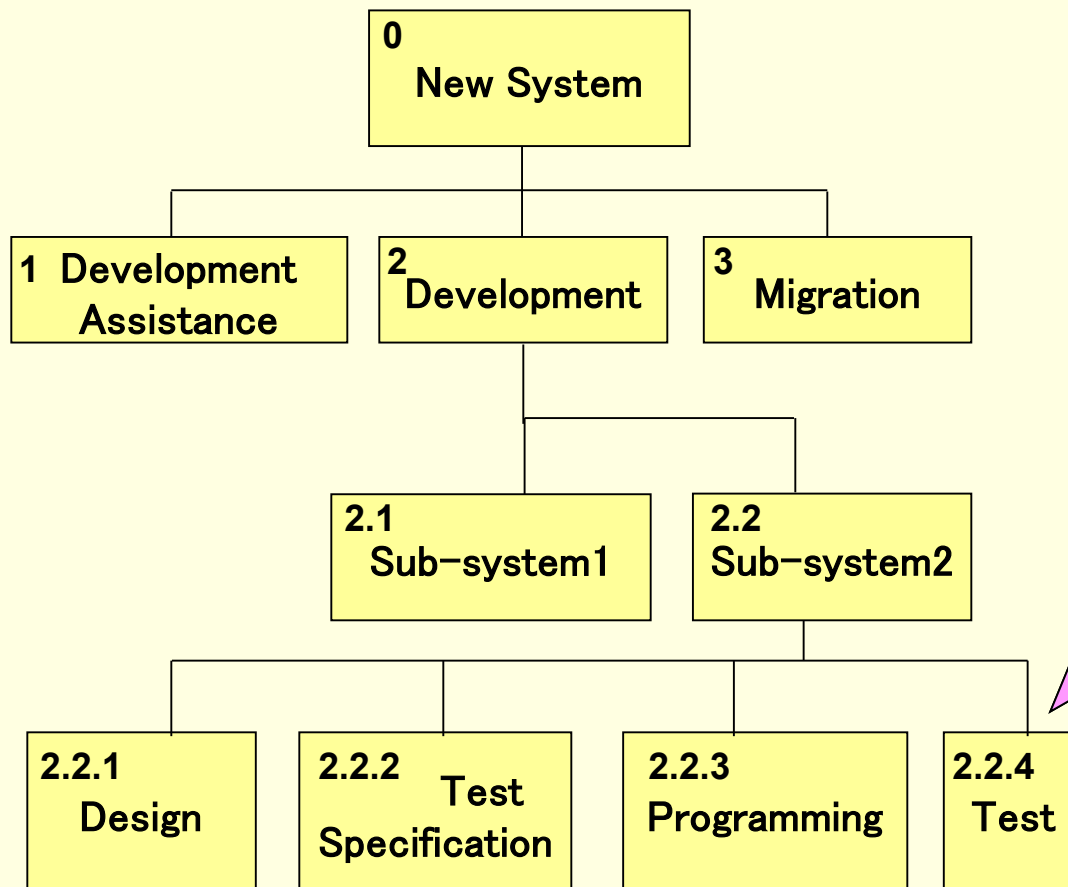 0
New System
1 Development
Assistance
2
Development
3
Migration
2.1
Sub-system1
2.2
Sub-system2
2.2.1
Design
2.2.2
Test
Specification
2.2.3
Programming
2.2.4
Test